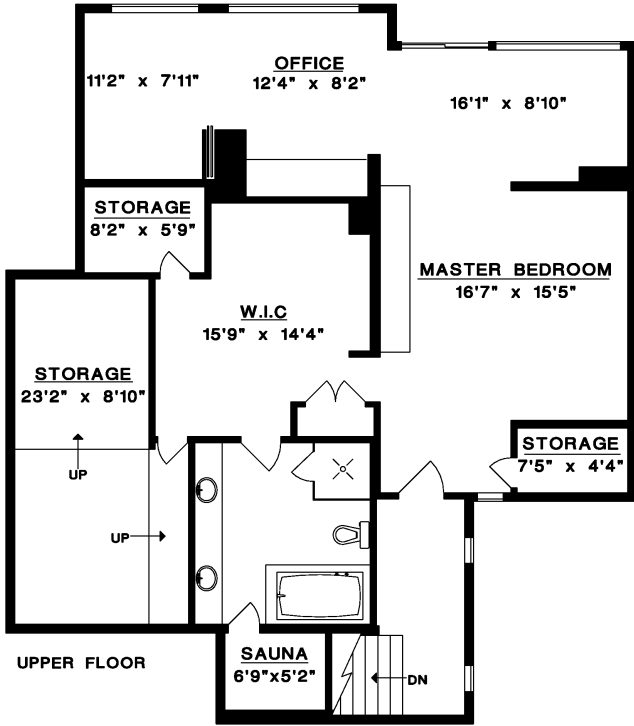 OFFICE
12'4" x 8'2"
11'2" x 7'11"
16'1" x 8'10"
STORAGE
8'2" x 5'9"
MASTER BEDROOM
16'7" x 15'5"
W.I.C
15'9" x 14'4"
STORAGE
23'2" x 8'10"
UP
STORAGE
7'5" x 4'4"
UP
SAUNA
6'9"x5'2"
UPPER FLOOR
DN